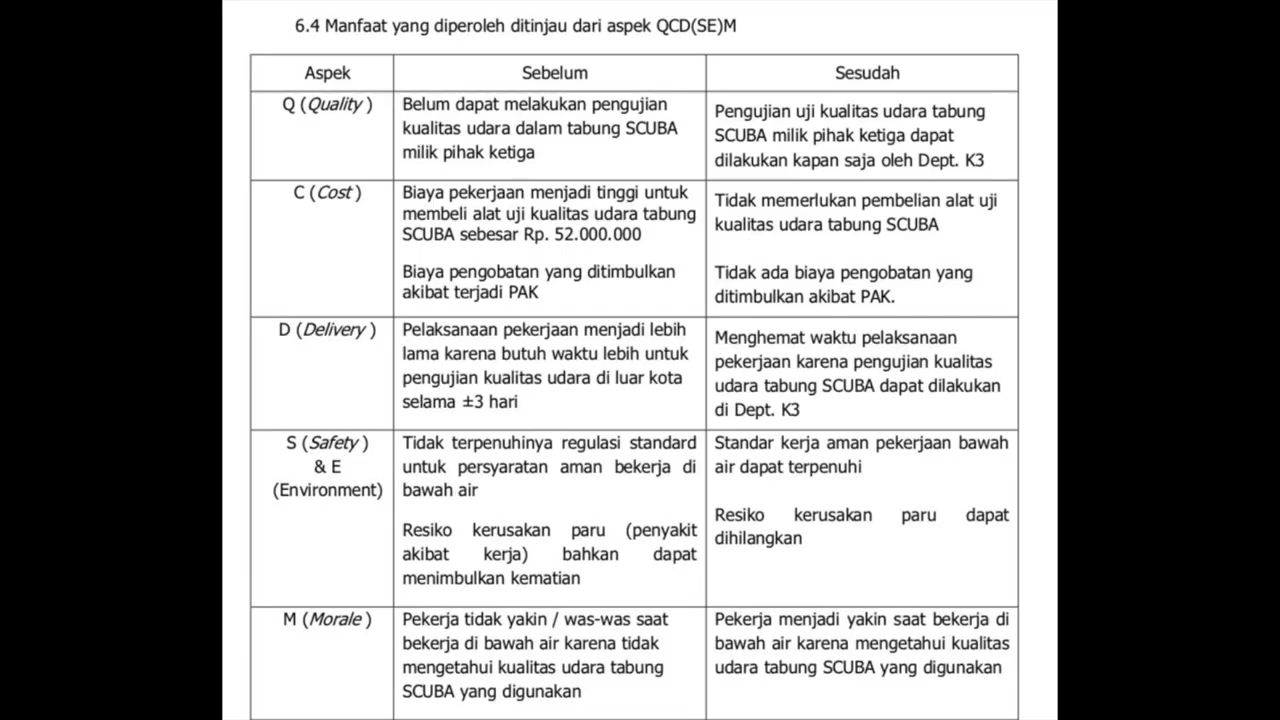 6.4 Manfaat yang diperoleh ditinjau dari aspek QCD(SE)M
Aspek
Sebelum
Sesudah
Q (Quality)
Belum dapat melakukan pengujian
kualitas udara dalam tabung SCUBA
milik pihak ketiga
Pengujian uji kualitas udara tabung
SCUBA milik pihak ketiga dapat
dilakukan kapan saja oleh Dept. K3
C (Cost)
Biaya pekerjaan menjadi tinggi untuk
membeli alat uji kualitas udara tabung
SCUBA sebesar Rp. 52.000.000
Biaya pengobatan yang ditimbulkan
akibat terjadi PAK
Tidak memerlukan pembelian alat uji
kualitas udara tabung SCUBA
Tidak ada biaya pengobatan yang
ditimbulkan akibat PAK.
D (Delivery)
Pelaksanaan pekerjaan menjadi lebih
lama karena butuh waktu lebih untuk
pengujian kualitas udara di luar kota
selama ±3 hari
Menghemat waktu pelaksanaan
pekerjaan karena pengujian kualitas
udara tabung SCUBA dapat dilakukan
di Dept. K3
S (Safety)
& E
(Environment)
Tidak terpenuhinya regulasi standard
untuk persyaratan aman bekerja di
bawah air
Resiko kerusakan paru (penyakit
akibat kerja) bahkan dapat
menimbulkan kematian
Standar kerja aman pekerjaan bawah
air dapat terpenuhi
Resiko kerusakan paru dapat
dihilangkan
M (Morale)
Pekerja tidak yakin / was-was saat
bekerja di bawah air karena tidak
mengetahui kualitas udara tabung
SCUBA yang digunakan
Pekerja menjadi yakin saat bekerja di
bawah air karena mengetahui kualitas
udara tabung SCUBA yang digunakan